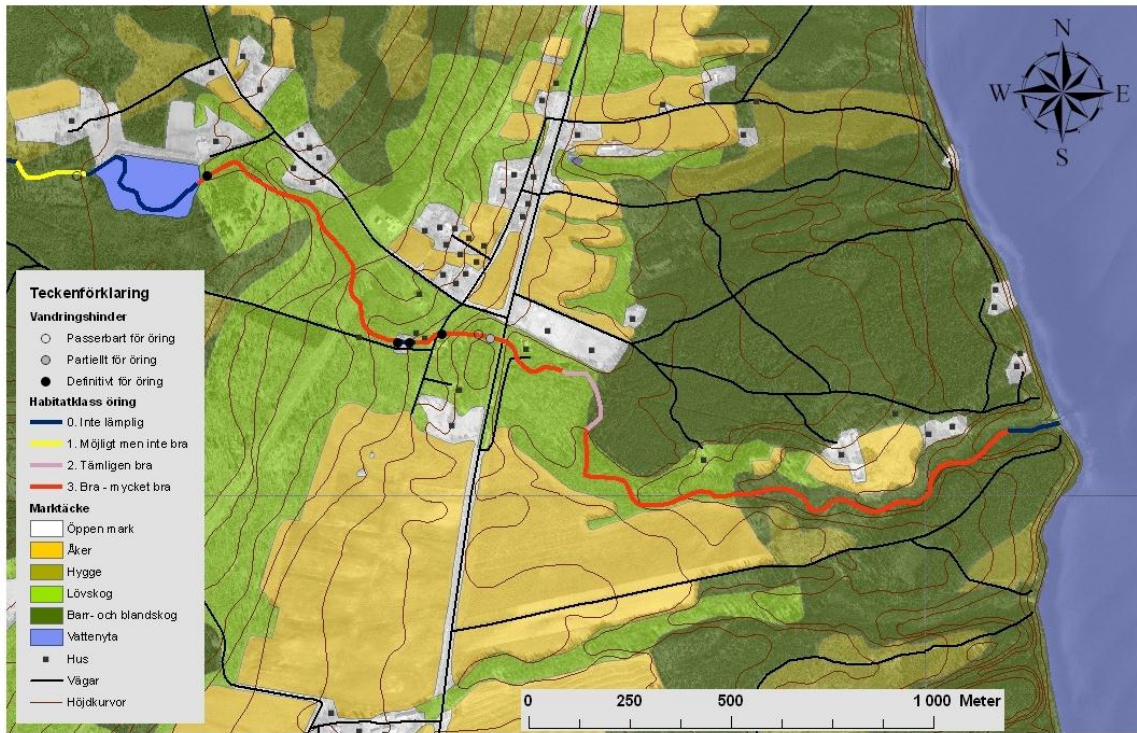 N
W E
S
Teckenförklaring
Vandringshinder
Passerbart för öring
Partiellt för öring
Definitivt för öring
Habitatklass öring
0. Inte lämplig
1. Möjligt men inte bra
2. Tämligen bra
3. Bra - mycket bra
Marktäcke
Öppen mark
Åker
Hygge
Lövskog
Barr- och blandskog
Vattenyta
Hus
Vägar
Höjdkurvor
0 250 500 1 000 Meter